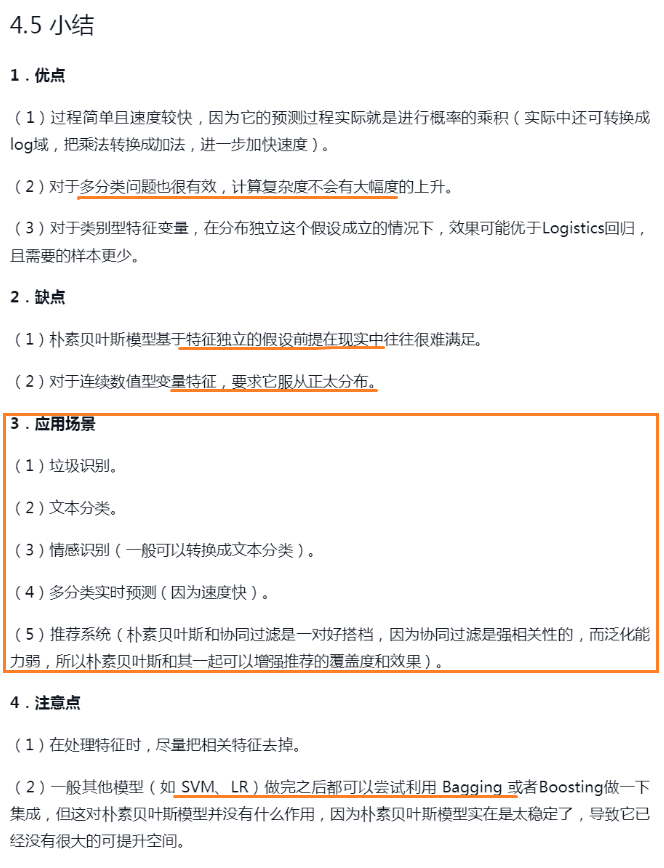 4.5 小结
1．优点
（1）过程简单且速度较快，因为它的预测过程实际就是进行概率的乘积（实际中还可转换成
log域，把乘法转换成加法，进一步加快速度）。
（2）对于多分类问题也很有效，计算复杂度不会有大幅度的上升。
（3）对于类别型特征变量，在分布独立这个假设成立的情况下，效果可能优于Logistics回归，
且需要的样本更少。
2．缺点
（1）朴素贝叶斯模型基于特征独立的假设前提在现实中往往很难满足。
（2）对于连续数值型变量特征，要求它服从正太分布。
3．应用场景
（1）垃圾识别。
（2）文本分类。
（3）情感识别（一般可以转换成文本分类）。
（4）多分类实时预测（因为速度快）。
（5）推荐系统（朴素贝叶斯和协同过滤是一对好搭档，因为协同过滤是强相关性的，而泛化能
力弱，所以朴素贝叶斯和其一起可以增强推荐的覆盖度和效果）。
4．注意点
（1）在处理特征时，尽量把相关特征去掉。
（2）一般其他模型（如 SVM、LR）做完之后都可以尝试利用 Bagging 或者Boosting做一下
集成，但这对朴素贝叶斯模型并没有什么作用，因为朴素贝叶斯模型实在是太稳定了，导致它已
经没有很大的可提升空间。